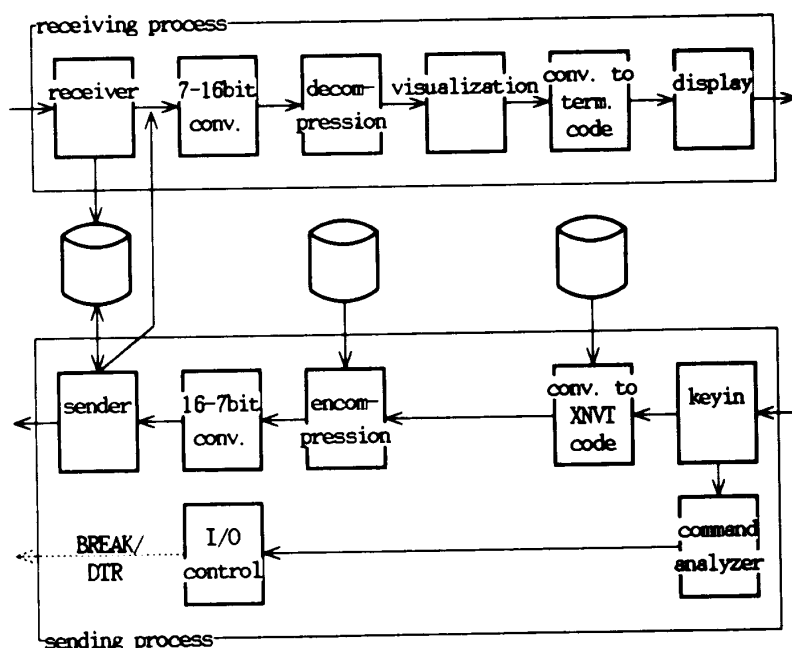 receiving process
receiver
7-16bit
conv.
decom-
pression
visualization
conv. to
term.
code
display
sender
16-7bit
conv.
encom-
pression
conv. to
XNVT
code
keyin
BREAK/
DTR
I/O
control
command
analyzer
sending process